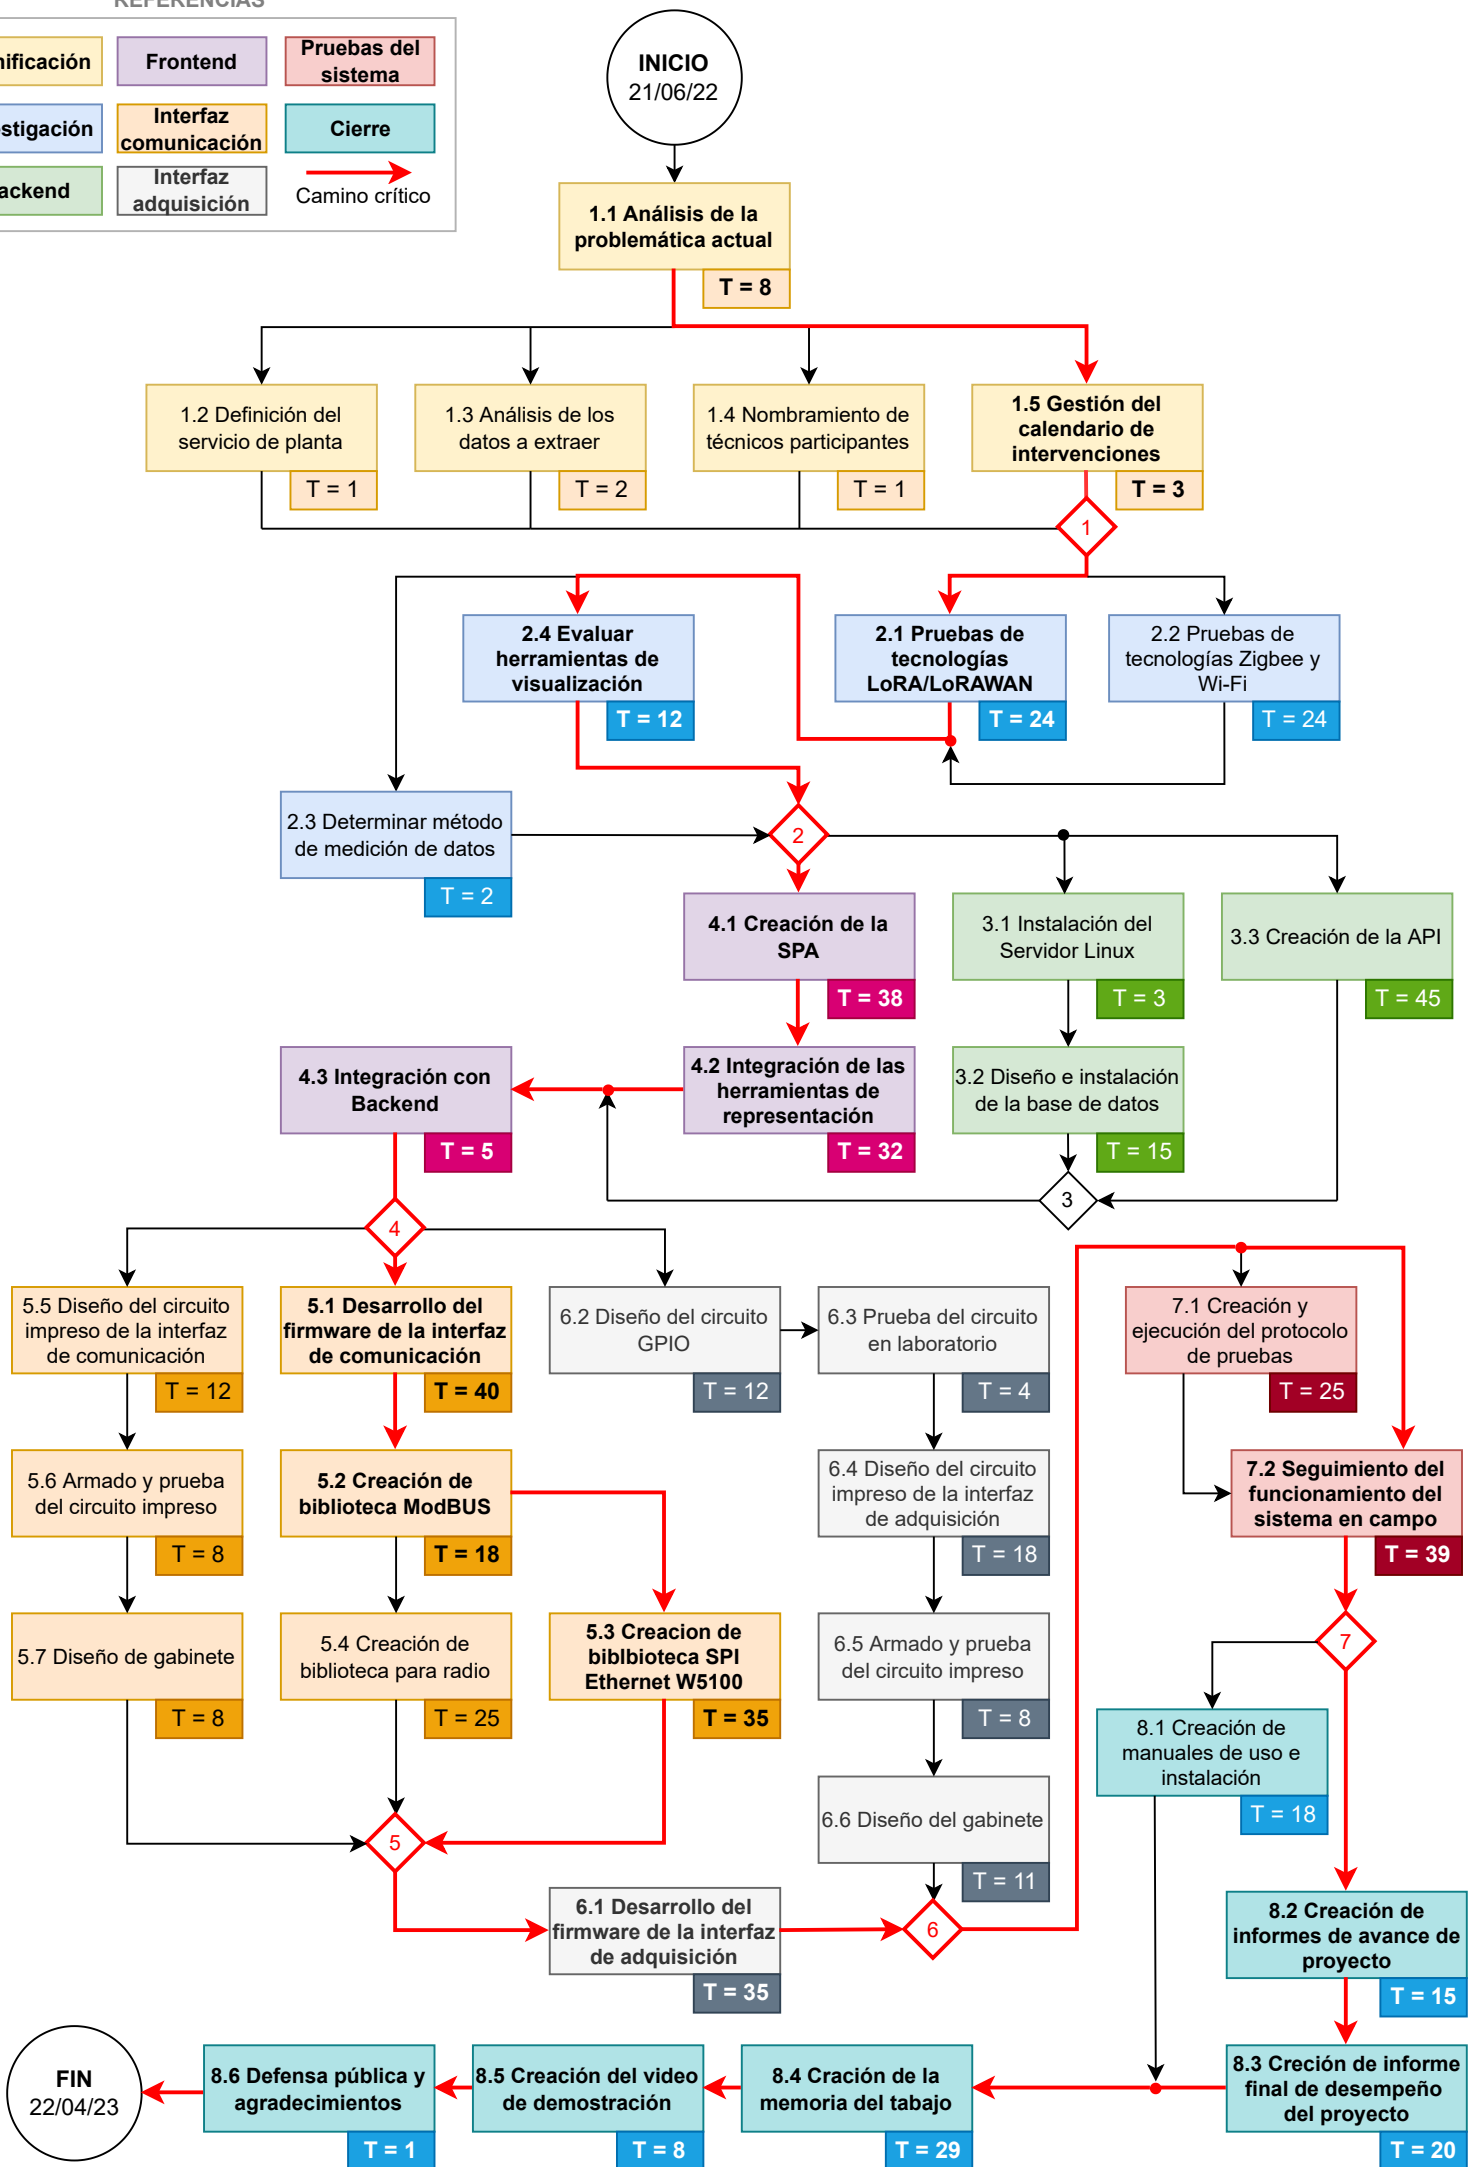 REFERENCIAS
Frontend
Pruebas del
sistema
Interfaz
comunicación
Cierre
Interfaz
adquisición
Camino crítico
INICIO
21/06/22
1.1 Análisis de la
problemática actual
T = 8
1.2 Definición del
servicio de planta
T = 1
1.3 Análisis de los
datos a extraer
T = 2
1.4 Nombramiento de
técnicos participantes
T = 1
1.5 Gestión del
calendario de
intervenciones
T = 3
1
2.4 Evaluar
herramientas de
visualización
T = 12
2.1 Pruebas de
tecnologías
LoRA/LoRAWAN
T = 24
2.2 Pruebas de
tecnologías Zigbee y
Wi-Fi
T = 24
2.3 Determinar método
de medición de datos
T = 2
2
4.1 Creación de la
SPA
T = 38
3.1 Instalación del
Servidor Linux
T = 3
3.3 Creación de la API
T = 45
4.3 Integración con
Backend
T = 5
4.2 Integración de las
herramientas de
representación
T = 32
3.2 Diseño e instalación
de la base de datos
T = 15
3
4
5.5 Diseño del circuito
impreso de la interfaz
de comunicación
T = 12
5.1 Desarrollo del
firmware de la interfaz
de comunicación
T = 40
6.2 Diseño del circuito
GPIO
T = 12
6.3 Prueba del circuito
en laboratorio
T = 4
7.1 Creación y
ejecución del protocolo
de pruebas
T = 25
5.6 Armado y prueba
del circuito impreso
T = 8
5.2 Creación de
biblioteca ModBUS
T = 18
6.4 Diseño del circuito
impreso de la interfaz
de adquisición
T = 18
7.2 Seguimiento del
funcionamiento del
sistema en campo
T = 39
5.7 Diseño de gabinete
T = 8
5.4 Creación de
biblioteca para radio
T = 25
5.3 Creacion de
biblbioteca SPI
Ethernet W5100
T = 35
6.5 Armado y prueba
del circuito impreso
T = 8
7
8.1 Creación de
manuales de uso e
instalación
T = 18
6.6 Diseño del gabinete
T = 11
5
6.1 Desarrollo del
firmware de la interfaz
de adquisición
T = 35
6
8.2 Creación de
informes de avance de
proyecto
T = 15
FIN
22/04/23
8.6 Defensa pública y
agradecimientos
T = 1
8.5 Creación del video
de demostración
T = 8
8.4 Cración de la
memoria del tabajo
T = 29
8.3 Creción de informe
final de desempeño
del proyecto
T = 20